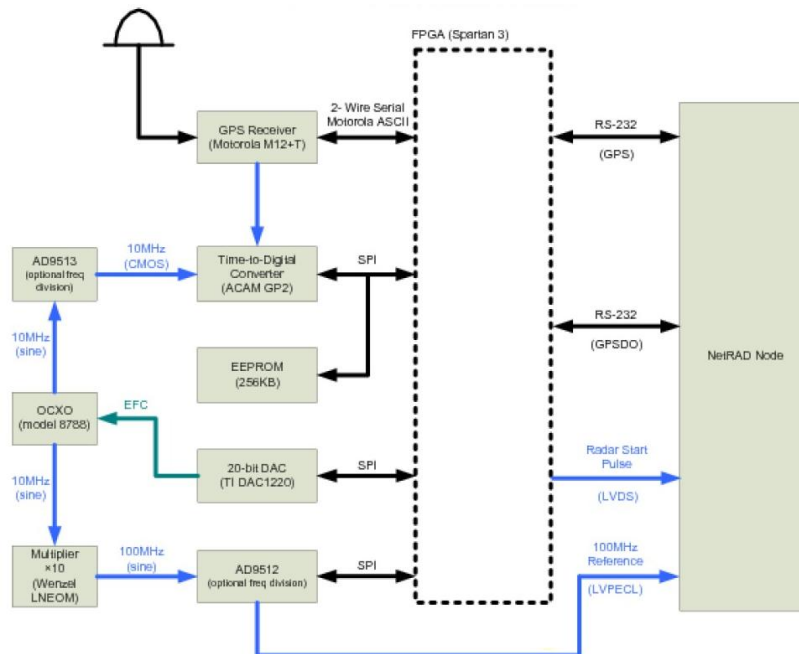 FPGA (Spartan 3)
GPS Receiver
(Motorola M12+T)
2- Wire Serial
Motorola ASCII
RS-232
(GPS)
AD9513
(optional freq
division)
10MHz
(CMOS)
Time-to-Digital
Converter
(ACAM GP2)
SPI
10MHz
(sine)
EEPROM
(256KB)
RS-232
(GPSDO)
NetRAD Node
OCXO
(model 8788)
EFC
20-bit DAC
(TI DAC1220)
SPI
Radar Start
Pulse
(LVDS)
10MHz
(sine)
Multiplier
×10
(Wenzel
LNEOM)
100MHz
(sine)
AD9512
(optional freq division)
SPI
100MHz
Reference
(LVPECL)